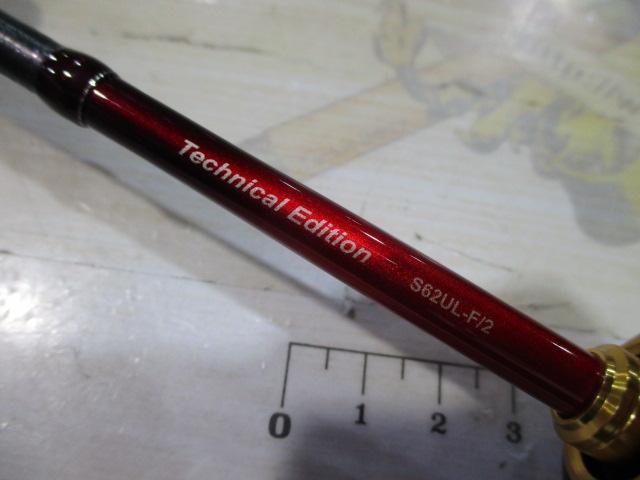 Technical Edition
S62UL-F/2
0 1 2 3